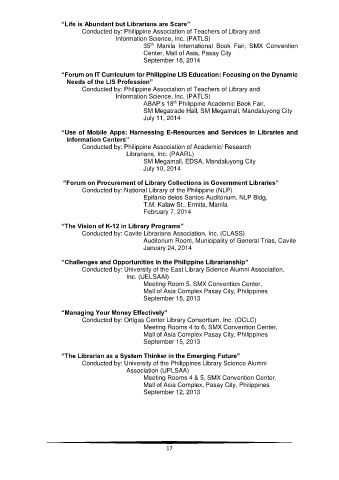 “Life is Abundant but Librarians are Scare”
Conducted by: Philippine Association of Teachers of Library and
Information Science, Inc. (PATLS)
35th Manila International Book Fair, SMX Convention
Center, Mall of Asia, Pasay City
September 18, 2014
“Forum on IT Curriculum for Philippine LIS Education: Focusing on the Dynamic
Needs of the LIS Profession”
Conducted by: Philippine Association of Teachers of Library and
Information Science, Inc. (PATLS)
ABAP’s 18th Philippine Academic Book Fair,
SM Megatrade Hall, SM Megamall, Mandaluyong City
July 11, 2014
“Use of Mobile Apps: Harnessing E-Resources and Services in Libraries and
Information Centers”
Conducted by: Philippine Association of Academic/ Research
Librarians, Inc. (PAARL)
SM Megamall, EDSA, Mandaluyong City
July 10, 2014
“Forum on Procurement of Library Collections in Government Libraries”
Conducted by: National Library of the Philippine (NLP)
Epifanio delos Santos Auditorium, NLP Bldg,
T.M. Kalaw St., Ermita, Manila
February 7, 2014
“The Vision of K-12 in Library Programs”
Conducted by: Cavite Librarians Association, Inc. (CLASS)
Auditorium Room, Municipality of General Trias, Cavite
January 24, 2014
“Challenges and Opportunities in the Philippine Librarianship”
Conducted by: University of the East Library Science Alumni Association,
Inc. (UELSAAI)
Meeting Room 5, SMX Convention Center,
Mall of Asia Complex Pasay City, Philippines
September 15, 2013
“Managing Your Money Effectively”
Conducted by: Ortigas Center Library Consortium, Inc. (OCLC)
Meeting Rooms 4 to 6, SMX Convention Center,
Mall of Asia Complex Pasay City, Philippines
September 15, 2013
“The Librarian as a System Thinker in the Emerging Future”
Conducted by: University of the Philippines Library Science Alumni
Association (UPLSAA)
Meeting Rooms 4 & 5, SMX Convention Center,
Mall of Asia Complex, Pasay City, Philippines
September 12, 2013
17